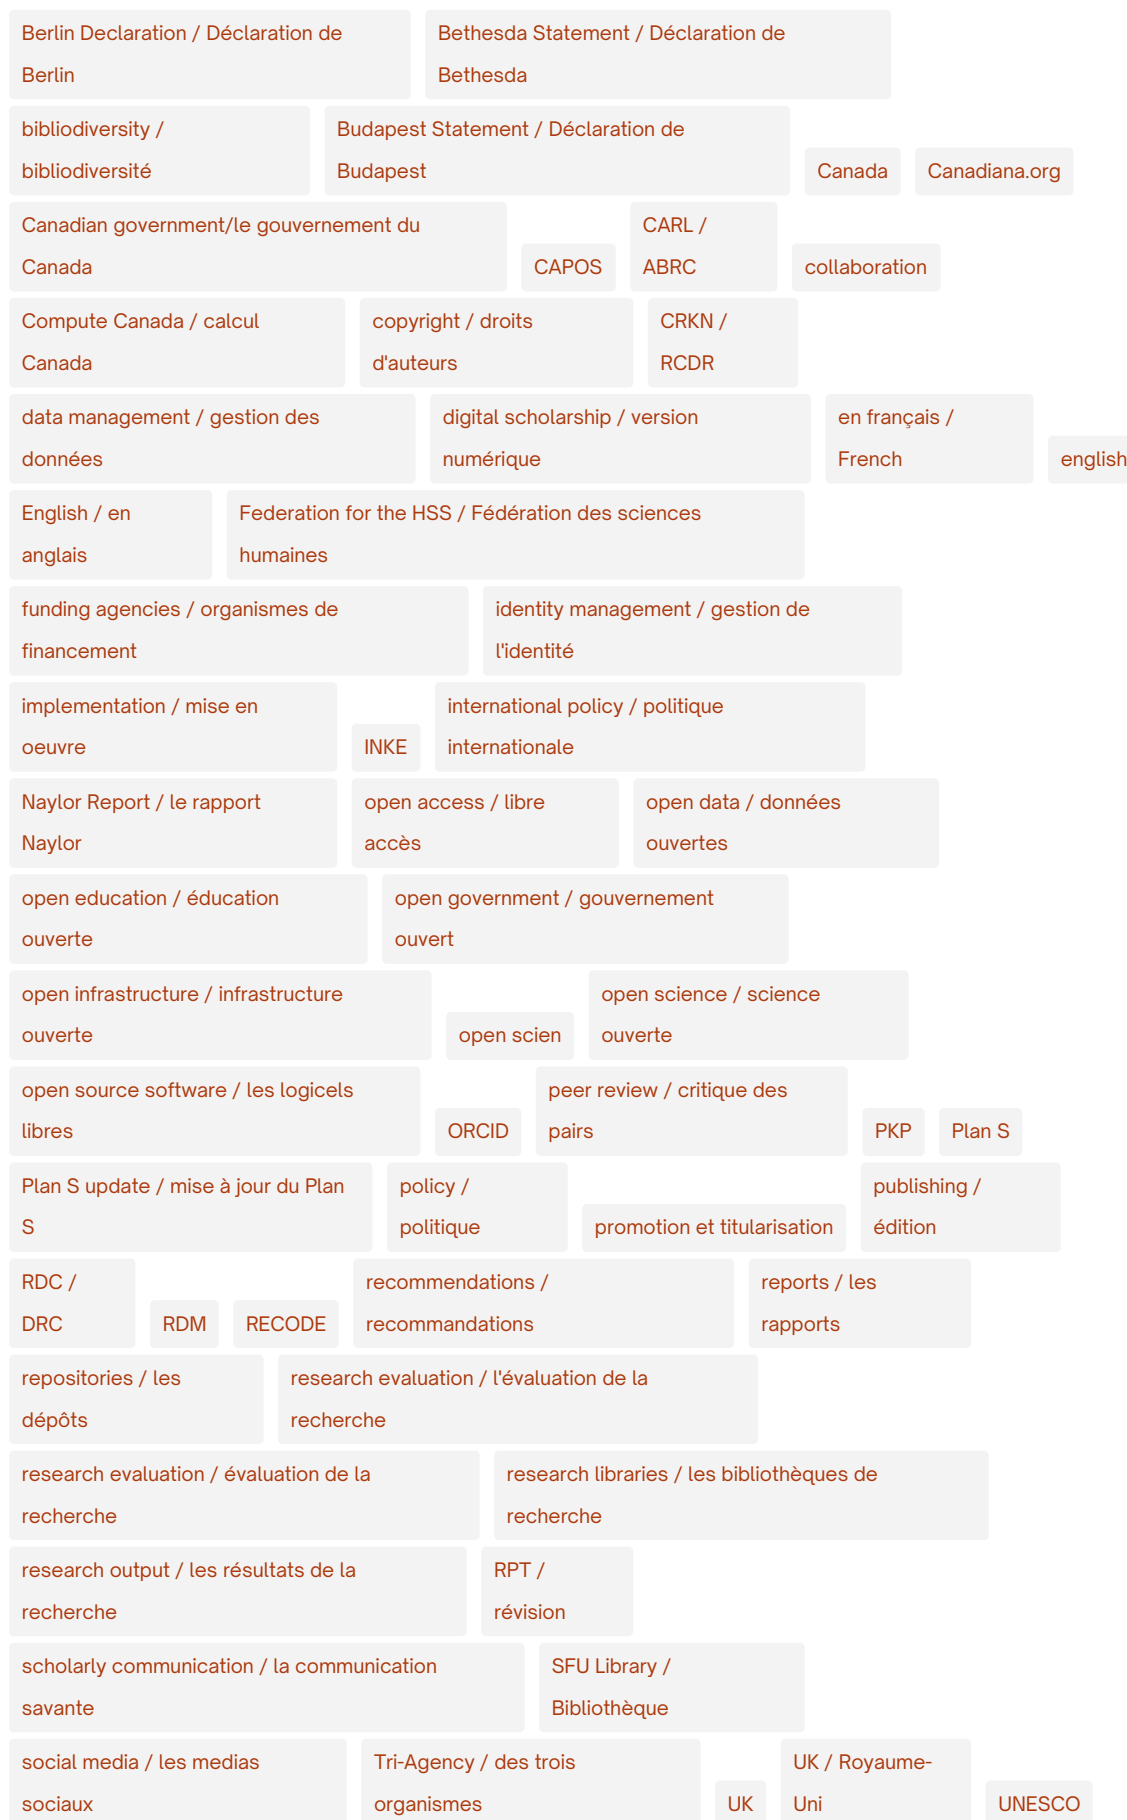 Berlin Declaration / Déclaration de
Berlin
Bethesda Statement / Déclaration de
Bethesda
bibliodiversity /
bibliodiversité
Budapest Statement / Déclaration de
Budapest
Canada
Canadiana.org
Canadian government/le gouvernement du
Canada
CAPOS
CARL /
ABRC
collaboration
Compute Canada / calcul
Canada
copyright / droits
d'auteurs
CRKN /
RCDR
data management / gestion des
données
digital scholarship / version
numérique
en français /
French
english
English / en
anglais
Federation for the HSS / Fédération des sciences
humaines
funding agencies / organismes de
financement
identity management / gestion de
l'identité
implementation / mise en
oeuvre
INKE
international policy / politique
internationale
Naylor Report / le rapport
Naylor
open access / libre
accès
open data / données
ouvertes
open education / éducation
ouverte
open government / gouvernement
ouvert
open infrastructure / infrastructure
ouverte
open scien
open science / science
ouverte
open source software / les logicels
libres
ORCID
peer review / critique des
pairs
PKP
Plan S
Plan S update / mise à jour du Plan
S
policy /
politique
promotion et titularisation
publishing /
édition
RDC /
DRC
RDM
RECODE
recommendations /
recommandations
reports / les
rapports
repositories / les
dépôts
research evaluation / l'évaluation de la
recherche
research evaluation / évaluation de la
recherche
research libraries / les bibliothèques de
recherche
research output / les résultats de la
recherche
RPT /
révision
scholarly communication / la communication
savante
SFU Library /
Bibliothèque
social media / les medias
sociaux
Tri-Agency / des trois
organismes
UK
UK / Royaume-
Uni
UNESCO